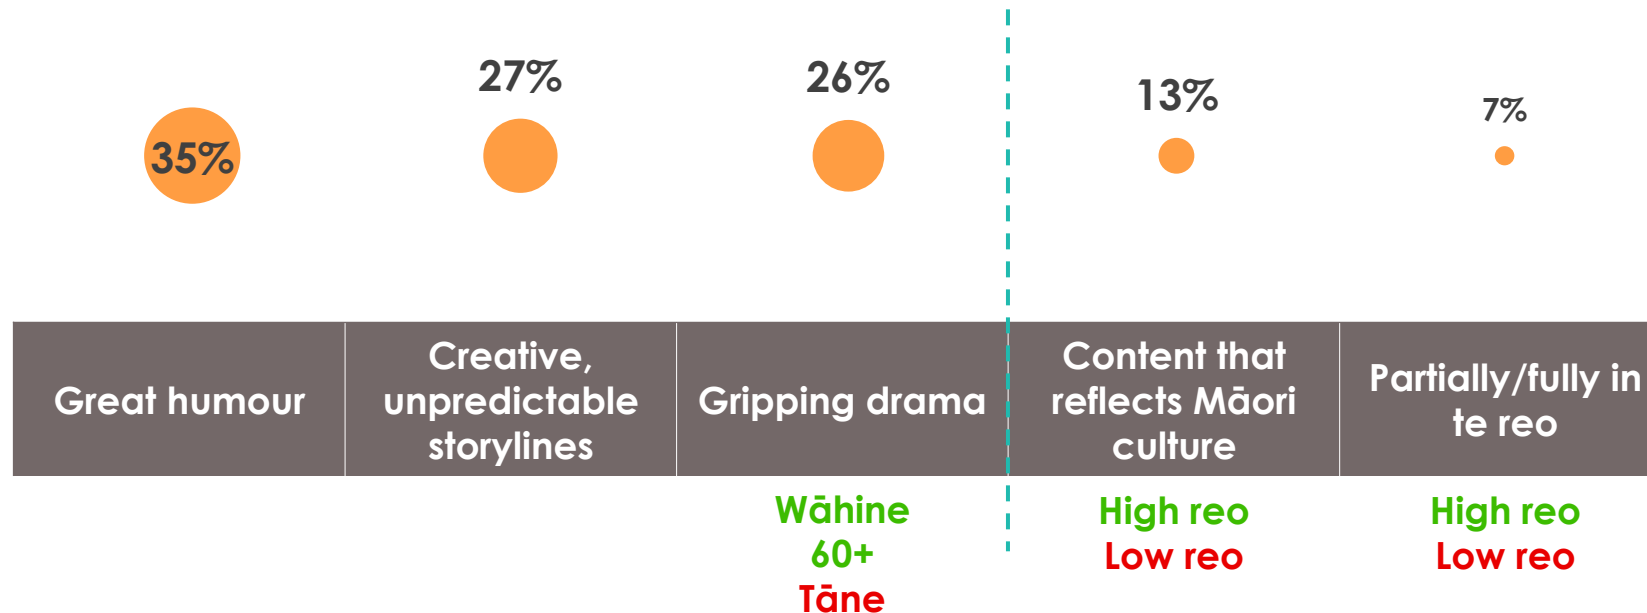 35%
27%
26%
13%
7%
Great humour
Creative,
unpredictable
storylines
Gripping drama
Content that
reflects Māori
culture
Partially/fully in
te reo
Wāhine
60+
Tāne
High reo
Low reo
High reo
Low reo